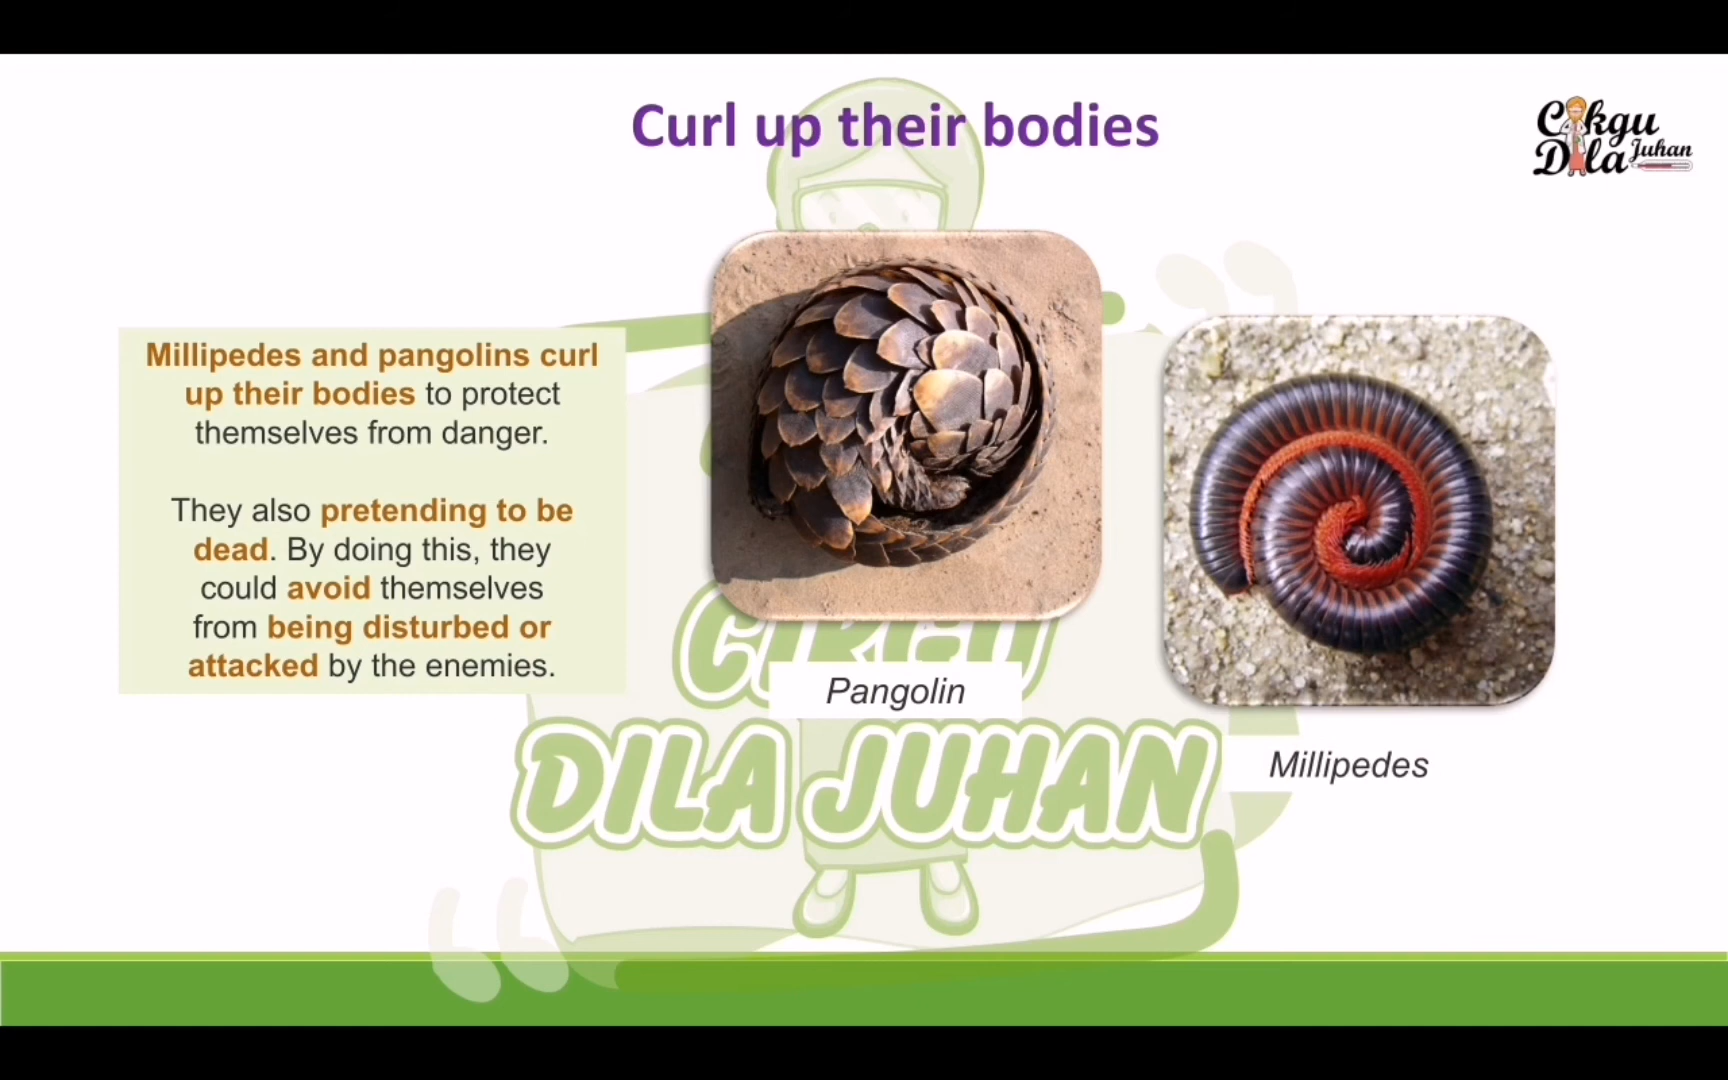 Curl up their bodies
Cikgu
Dila Juhan
Millipedes and pangolins curl
up their bodies to protect
themselves from danger.
They also pretending to be
dead. By doing this, they
could avoid themselves
from being disturbed or
attacked by the enemies.
Pangolin
Millipedes
CIKGU
DILA JUHAN